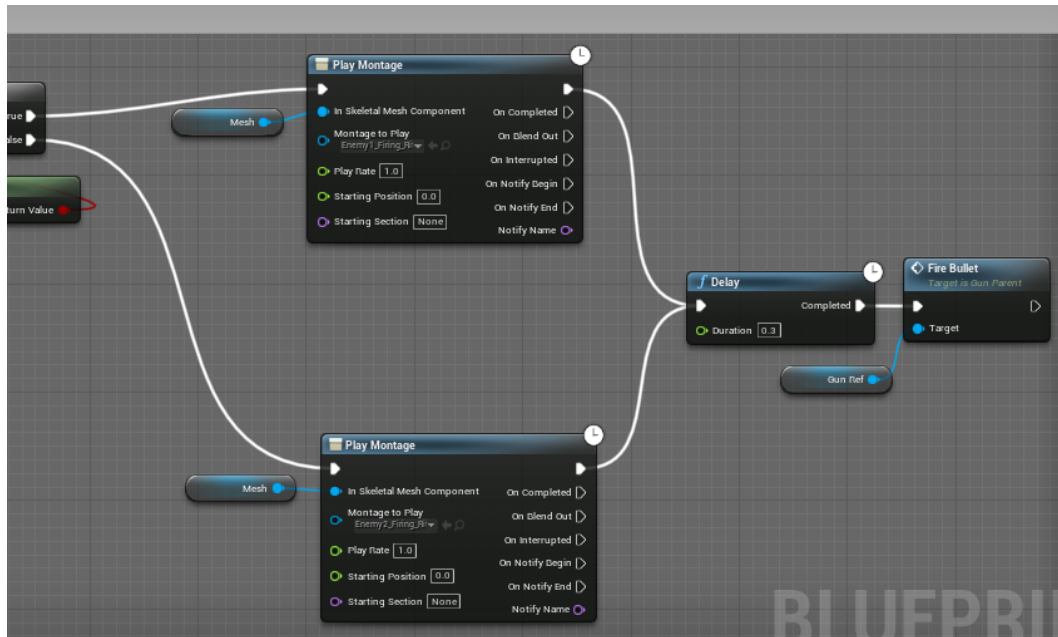 Play Montage
rue
alse
Mesh
In Skeletal Mesh Component
On Completed
Montage to Play
Enemy1_Firing_Ri
On Blend Out
On Interrupted
Play Rate 1.0
On Notify Begin
Starting Position 0.0
On Notify End
Starting Section None
Notify Name
turn Value
Delay
Completed
Duration 0.3
Fire Bullet
Target is Gun Parent
Target
Gun Ref
Play Montage
Mesh
In Skeletal Mesh Component
On Completed
Montage to Play
Enemy2_Firing_Ri
On Blend Out
On Interrupted
Play Rate 1.0
On Notify Begin
Starting Position 0.0
On Notify End
Starting Section None
Notify Name
BLUEPRI